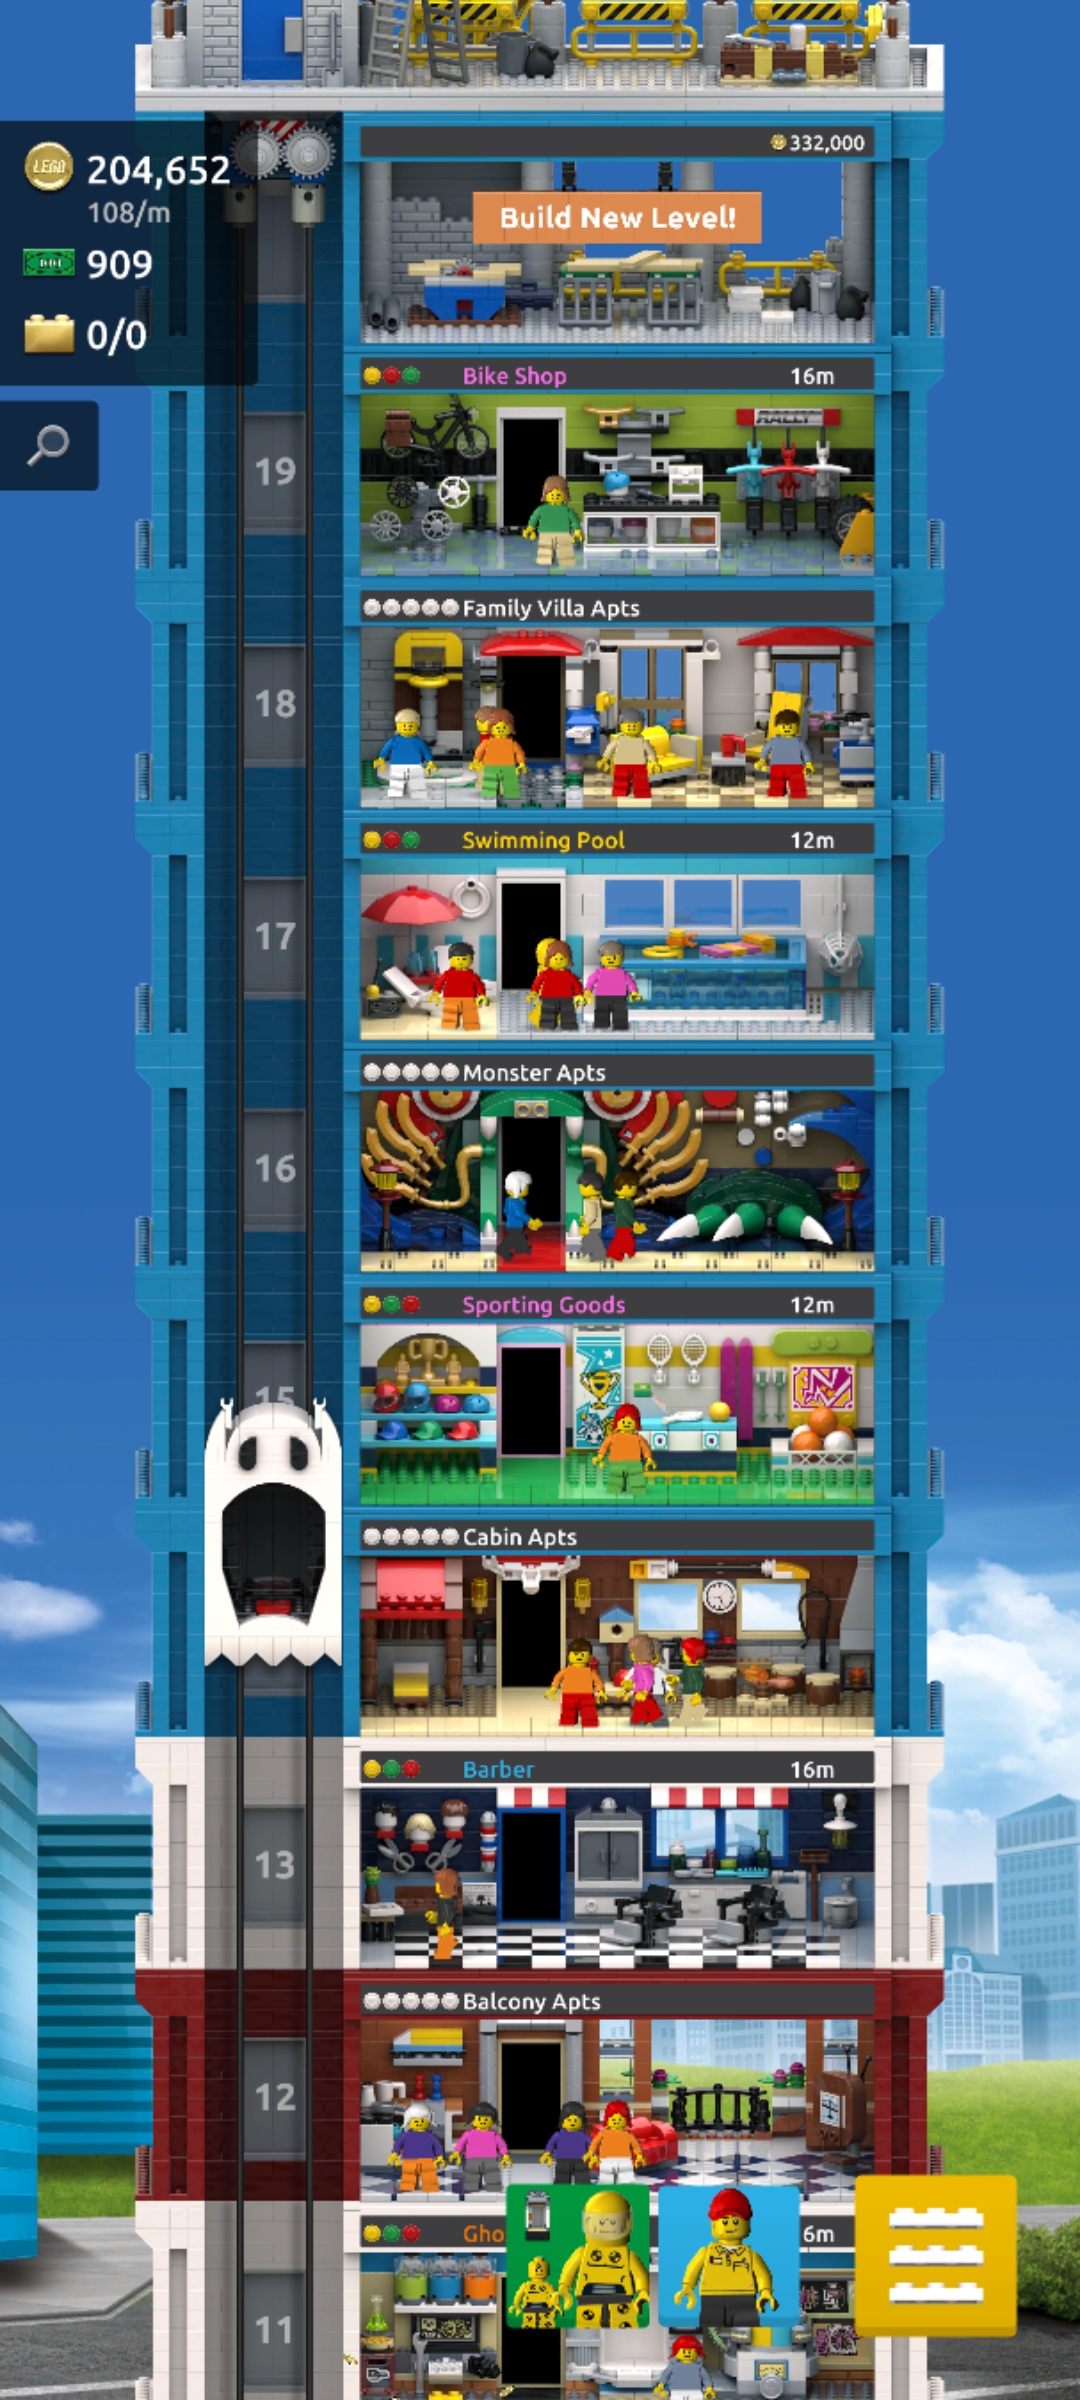 332,000
LEGO
204,652
108/m
Build New Level!
909
0/0
Bike Shop 16m
RALLY
19
Family Villa Apts
18
Swimming Pool 12m
17
Monster Apts
16
Sporting Goods 12m
15
Cabin Apts
Barber 16m
13
Balcony Apts
12
Gho
6m
11